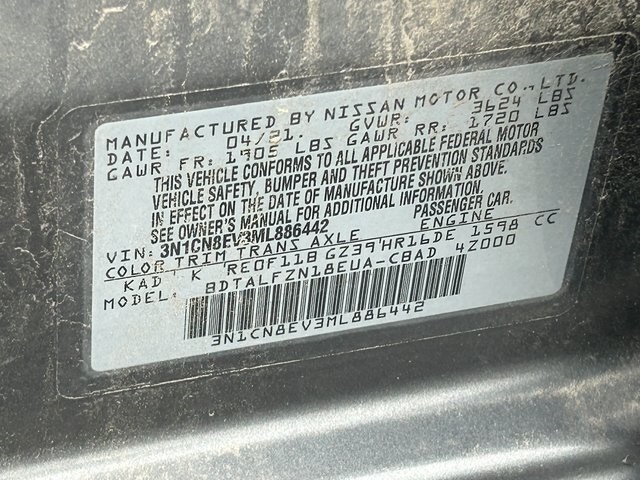 MANUFACTURED BY NISSAN MOTOR CO., LTD.
DATE: 04/21. GVWR: 3624 LBS
GAWR FR: 1905 LBS GAWR RR: 1720 LBS
THIS VEHICLE CONFORMS TO ALL APPLICABLE FEDERAL MOTOR
VEHICLE SAFETY, BUMPER AND THEFT PREVENTION STANDARDS
IN EFFECT ON THE DATE OF MANUFACTURE SHOWN ABOVE.
SEE OWNER'S MANUAL FOR ADDITIONAL INFORMATION.
VIN: 3N1CN8EV3ML886442 PASSENGER CAR.
COLOR TRIM TRANS AXLE ENGINE
KAD K RE0F11B GZ39 HR16DE 1598 CC
MODEL: BDTALFZN18EUA-CBAD 4Z000
3N1CN8EV3ML886442